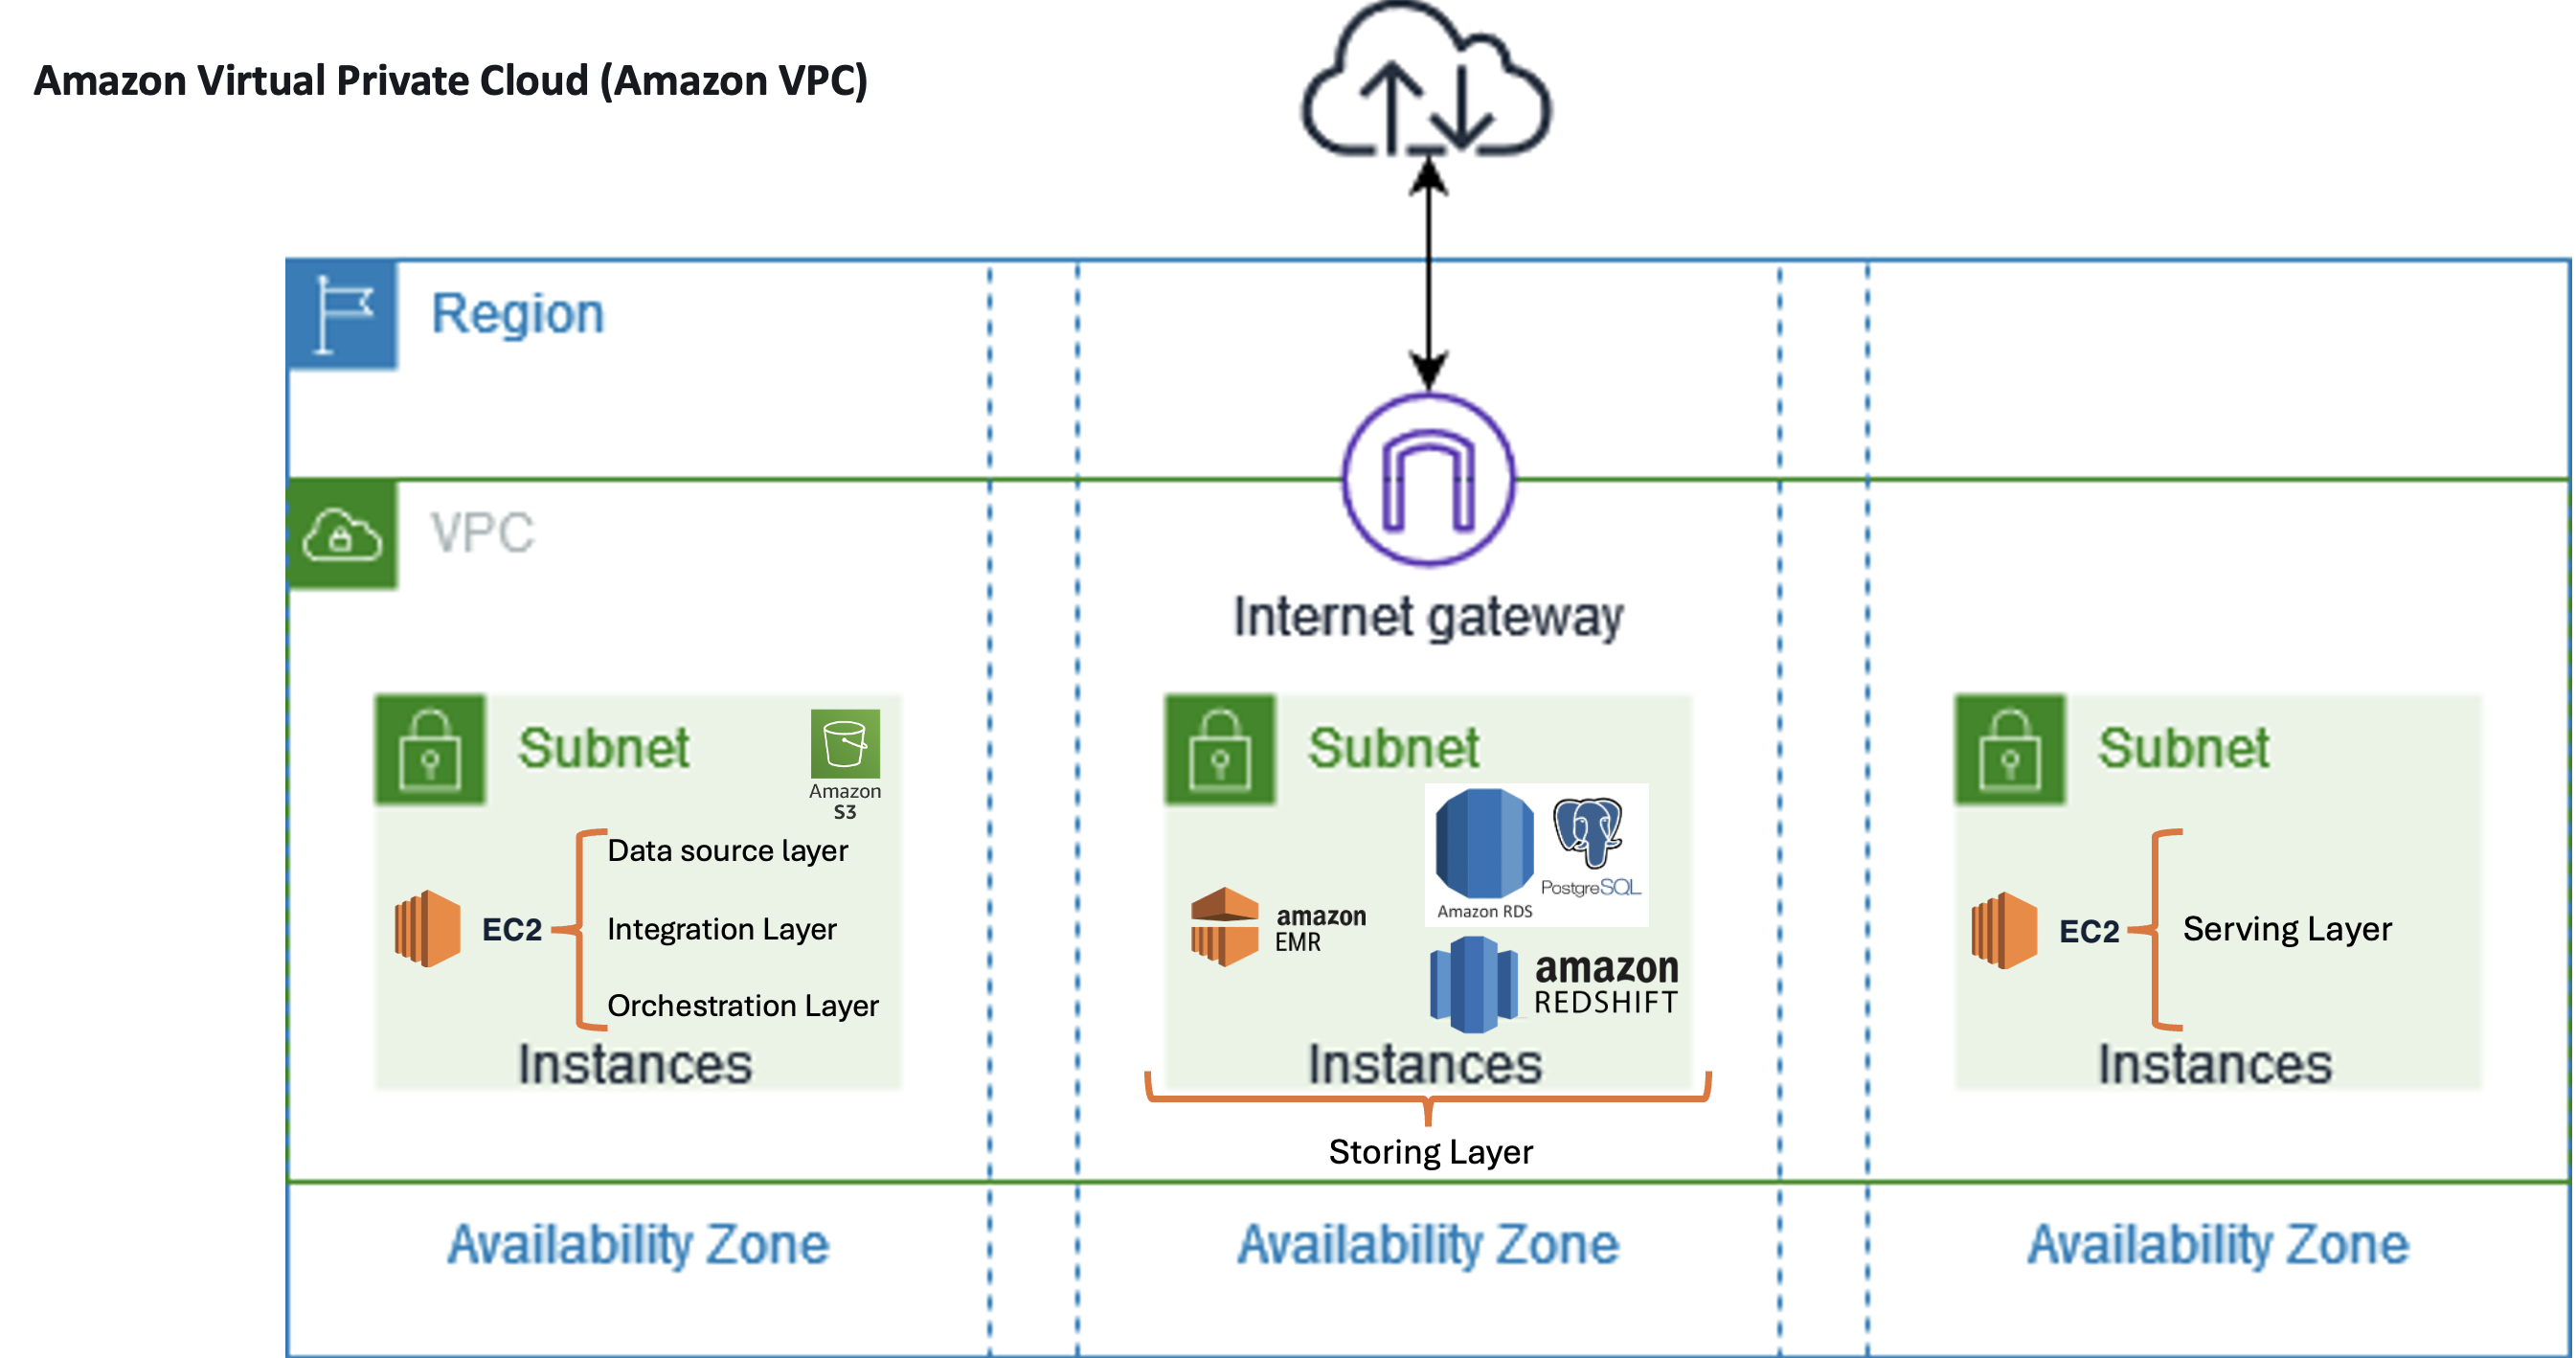 Amazon Virtual Private Cloud (Amazon VPC)
Region
VPC
Internet gateway
Subnet
Amazon
S3
Data source layer
EC2
Integration Layer
Orchestration Layer
Instances
Subnet
PostgreSQL
Amazon RDS
amazon
EMR
amazon
REDSHIFT
Instances
Storing Layer
Subnet
EC2
Serving Layer
Instances
Availability Zone
Availability Zone
Availability Zone